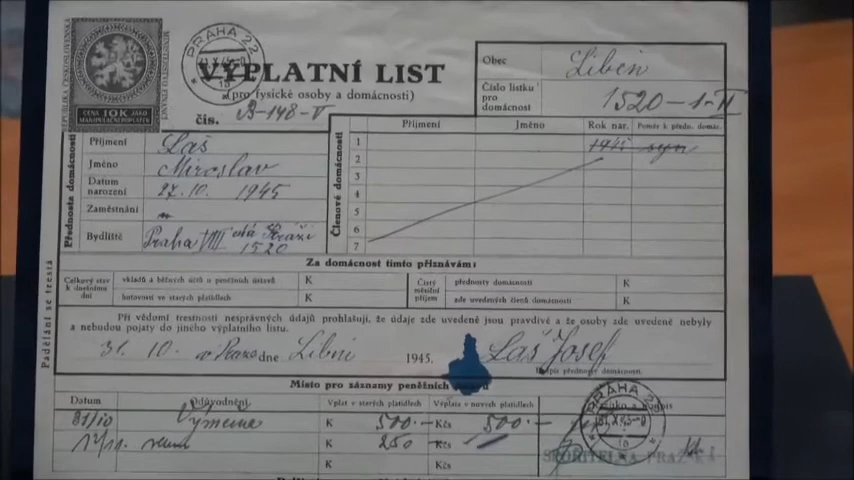 REPUBLIKA ČESKOSLOVENSKÁ
CENA 10K JAKO
MANIPULAČNÍ POPLATEK
PRAHA 22
VÝPLATNÍ LIST
(pro fysické osoby a domácnosti)
čís. B-148-V
Obec Libeň
Číslo lístku pro domácnost 1520-1-II
Přednosta domácnosti
Příjmení Laš
Jméno Miroslav
Datum narození 27. 10. 1945
Zaměstnání
Bydliště Praha VIII
1520
Členové domácnosti
Příjmení Jméno Rok nar. Poměr k předn. domác.
1 1945 syn
2
3
4
5
6
7
Za domácnost tímto přiznávám:
Celkový stav k dnešnímu dni
vkladů a běžných účtů u peněžních ústavů K
hotovosti ve starých platidlech K
Čistý měsíční příjem
přednosty domácnosti K
zde uvedených členů domácnosti K
Při vědomí trestnosti nesprávných údajů prohlašuji, že údaje zde uvedené jsou pravdivé a že osoby zde uvedené nebyly
a nebudou pojaty do jiného výplatního listu.
31. 10. dne Libni 1945. Laš Josef
Podpis přednosty domácnosti
Padělání se trestá
Místo pro záznamy peněžních
Datum Odůvodnění Vplat v starých platidlech Výplata v nových platidlech
31/10 Výměna K 500.- Kčs 500.-
K 250 Kčs
K Kčs
PRAHA 22
SPOŘITELNA PRAŽSKÁ